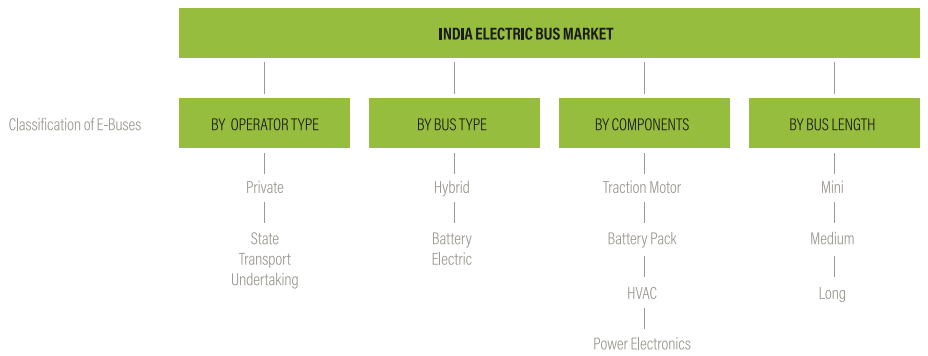 INDIA ELECTRIC BUS MARKET
Classification of E-Buses
BY OPERATOR TYPE
BY BUS TYPE
BY COMPONENTS
BY BUS LENGTH
Private
State
Transport
Undertaking
Hybrid
Battery
Electric
Traction Motor
Battery Pack
HVAC
Power Electronics
Mini
Medium
Long